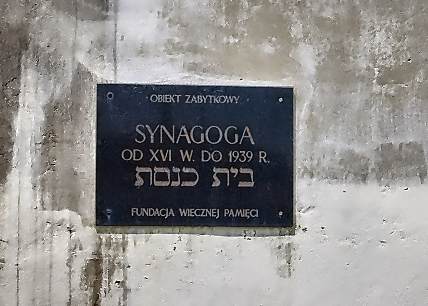 OBIEKT ZABYTKOWY
SYNAGOGA
OD XVI W. DO 1939 R.
בית כנסת
FUNDACJA WIECZNEJ PAMIĘCI